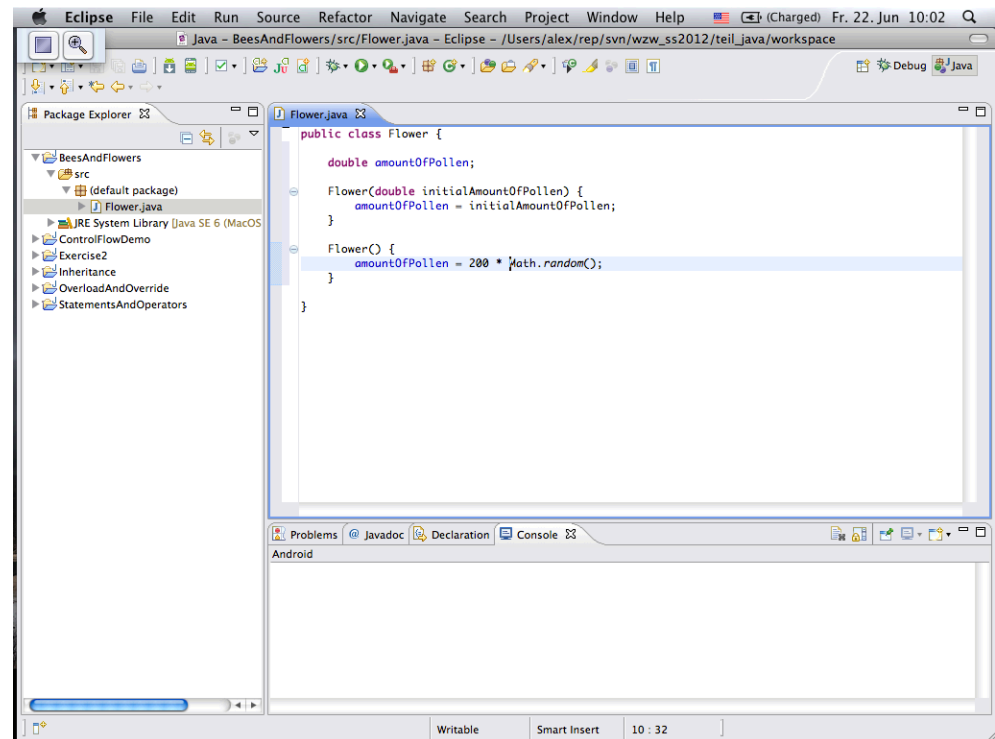 Eclipse File Edit Run Source Refactor Navigate Search Project Window Help (Charged) Fr. 22. Jun 10:02
Java – BeesAndFlowers/src/Flower.java – Eclipse – /Users/alex/rep/svn/wzw_ss2012/teil_java/workspace
Debug Java
Package Explorer
BeesAndFlowers
src
(default package)
Flower.java
JRE System Library [Java SE 6 (MacOS
ControlFlowDemo
Exercise2
Inheritance
OverloadAndOverride
StatementsAndOperators
Flower.java
public class Flower {
double amountOfPollen;
Flower(double initialAmountOfPollen) {
amountOfPollen = initialAmountOfPollen;
}
Flower() {
amountOfPollen = 200 * Math.random();
}
}
Problems @ Javadoc Declaration Console
Android
Writable Smart Insert 10 : 32